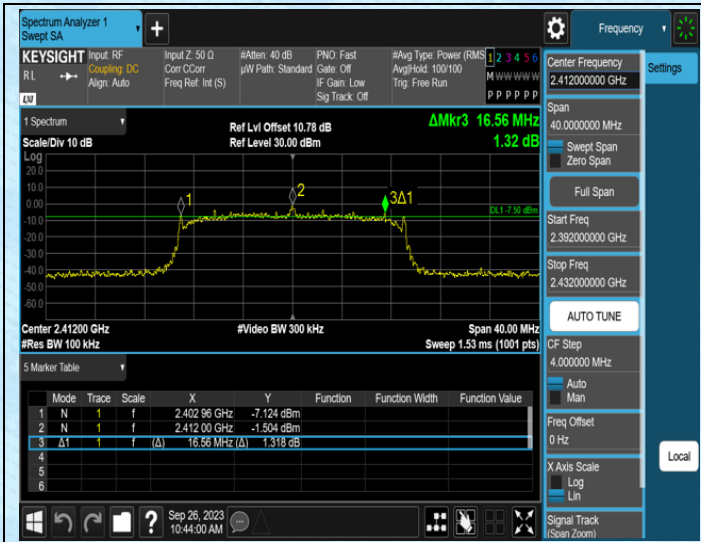 Spectrum Analyzer 1
Swept SA
Frequency
KEYSIGHT
RL
LXI
Input: RF
Coupling: DC
Align: Auto
Input Z: 50 Ω
Corr CCorr
Freq Ref: Int (S)
#Atten: 40 dB
µW Path: Standard
PNO: Fast
Gate: Off
IF Gain: Low
Sig Track: Off
#Avg Type: Power (RMS
Avg|Hold: 100/100
Trig: Free Run
1 2 3 4 5 6
M W W W W W
P P P P P P
1 Spectrum
Scale/Div 10 dB
Ref Lvl Offset 10.78 dB
Ref Level 30.00 dBm
ΔMkr3 16.56 MHz
1.32 dB
Log
20.0
10.0
0.00
-10.0
-20.0
-30.0
-40.0
-50.0
-60.0
1
2
3Δ1
DL1 -7.50 dBm
Center 2.41200 GHz
#Res BW 100 kHz
#Video BW 300 kHz
Span 40.00 MHz
Sweep 1.53 ms (1001 pts)
5 Marker Table
Mode Trace Scale X Y Function Function Width Function Value
1 N 1 f 2.402 96 GHz -7.124 dBm
2 N 1 f 2.412 00 GHz -1.504 dBm
3 Δ1 1 f (Δ) 16.56 MHz (Δ) 1.318 dB
4
5
6
Sep 26, 2023
10:44:00 AM
Center Frequency
2.412000000 GHz
Settings
Span
40.0000000 MHz
Swept Span
Zero Span
Full Span
Start Freq
2.392000000 GHz
Stop Freq
2.432000000 GHz
AUTO TUNE
CF Step
4.000000 MHz
Auto
Man
Freq Offset
0 Hz
X Axis Scale
Log
Lin
Local
Signal Track
(Span Zoom)